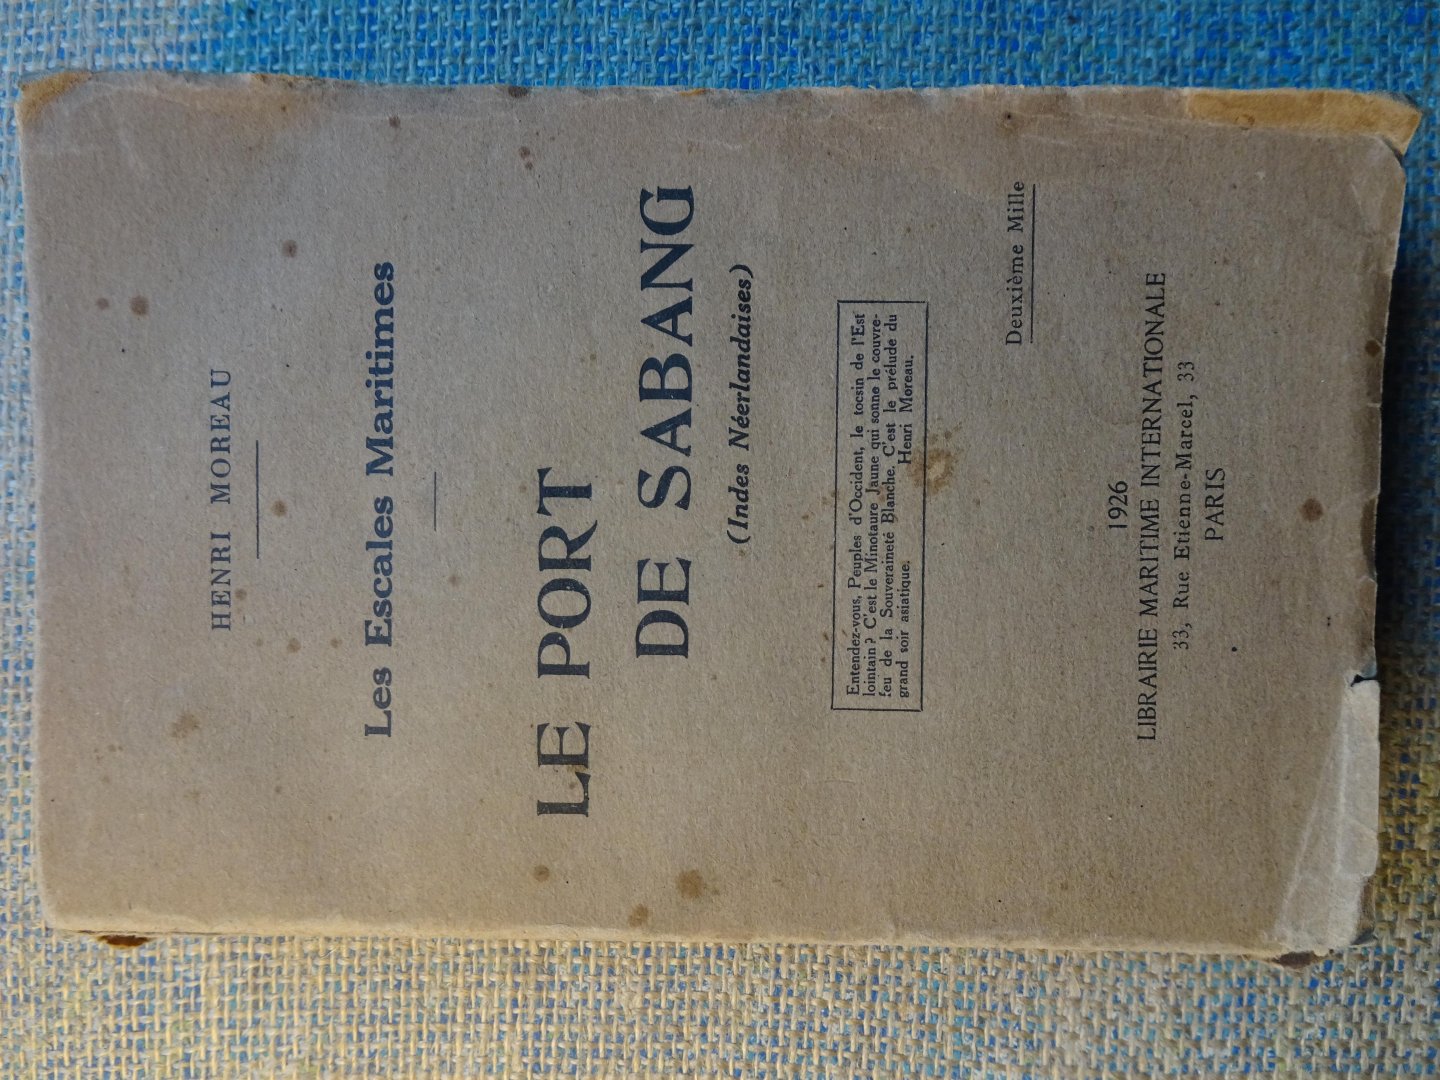 HENRI MOREAU
Les Escales Maritimes
LE PORT
DE SABANG
(Indes Néerlandaises)
Entendez-vous, Peuples d'Occident, le tocsin de l'Est
lointain ? C'est le Minotaure Jaune qui sonne le couvre-
feu de la Souveraineté Blanche. C'est le prélude du
grand soir asiatique. Henri Moreau.
Deuxième Mille
1926
LIBRAIRIE MARITIME INTERNATIONALE
33, Rue Etienne-Marcel, 33
PARIS